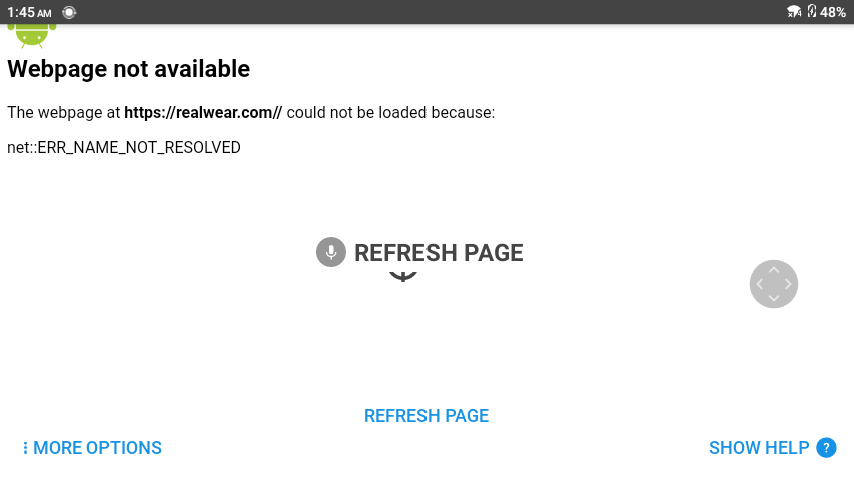 1:45 AM 48%
Webpage not available
The webpage at https://realwear.com// could not be loaded because:
net::ERR_NAME_NOT_RESOLVED
REFRESH PAGE
REFRESH PAGE
MORE OPTIONS SHOW HELP ?